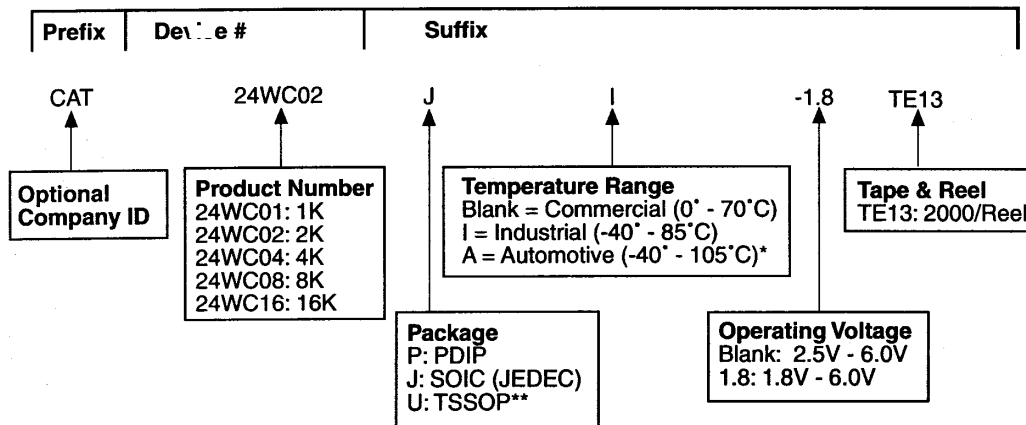 Prefix Device # Suffix
CAT 24WC02 J I -1.8 TE13
Optional
Company ID
Product Number
24WC01: 1K
24WC02: 2K
24WC04: 4K
24WC08: 8K
24WC16: 16K
Temperature Range
Blank = Commercial (0˚ - 70˚C)
I = Industrial (-40˚ - 85˚C)
A = Automotive (-40˚ - 105˚C)*
Tape & Reel
TE13: 2000/Reel
Package
P: PDIP
J: SOIC (JEDEC)
U: TSSOP**
Operating Voltage
Blank: 2.5V - 6.0V
1.8: 1.8V - 6.0V